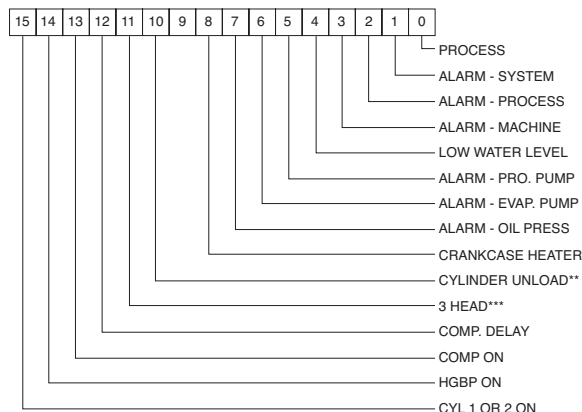 15 14 13 12 11 10 9 8 7 6 5 4 3 2 1 0
PROCESS
ALARM - SYSTEM
ALARM - PROCESS
ALARM - MACHINE
LOW WATER LEVEL
ALARM - PRO. PUMP
ALARM - EVAP. PUMP
ALARM - OIL PRESS
CRANKCASE HEATER
CYLINDER UNLOAD**
3 HEAD***
COMP. DELAY
COMP ON
HGBP ON
CYL 1 OR 2 ON